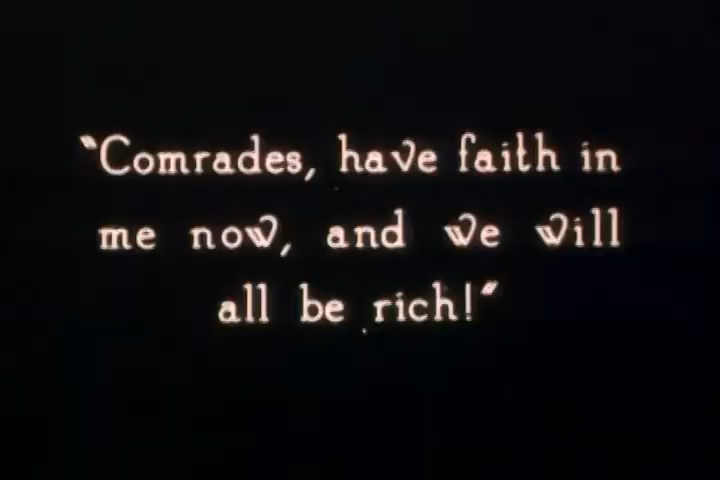 "Comrades, have faith in
me now, and we will
all be rich!"